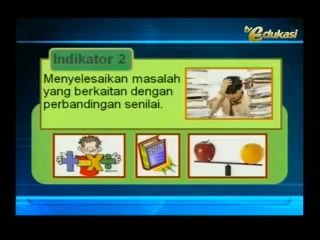 tv edukasi
Indikator 2
Menyelesaikan masalah
yang berkaitan dengan
perbandingan senilai.